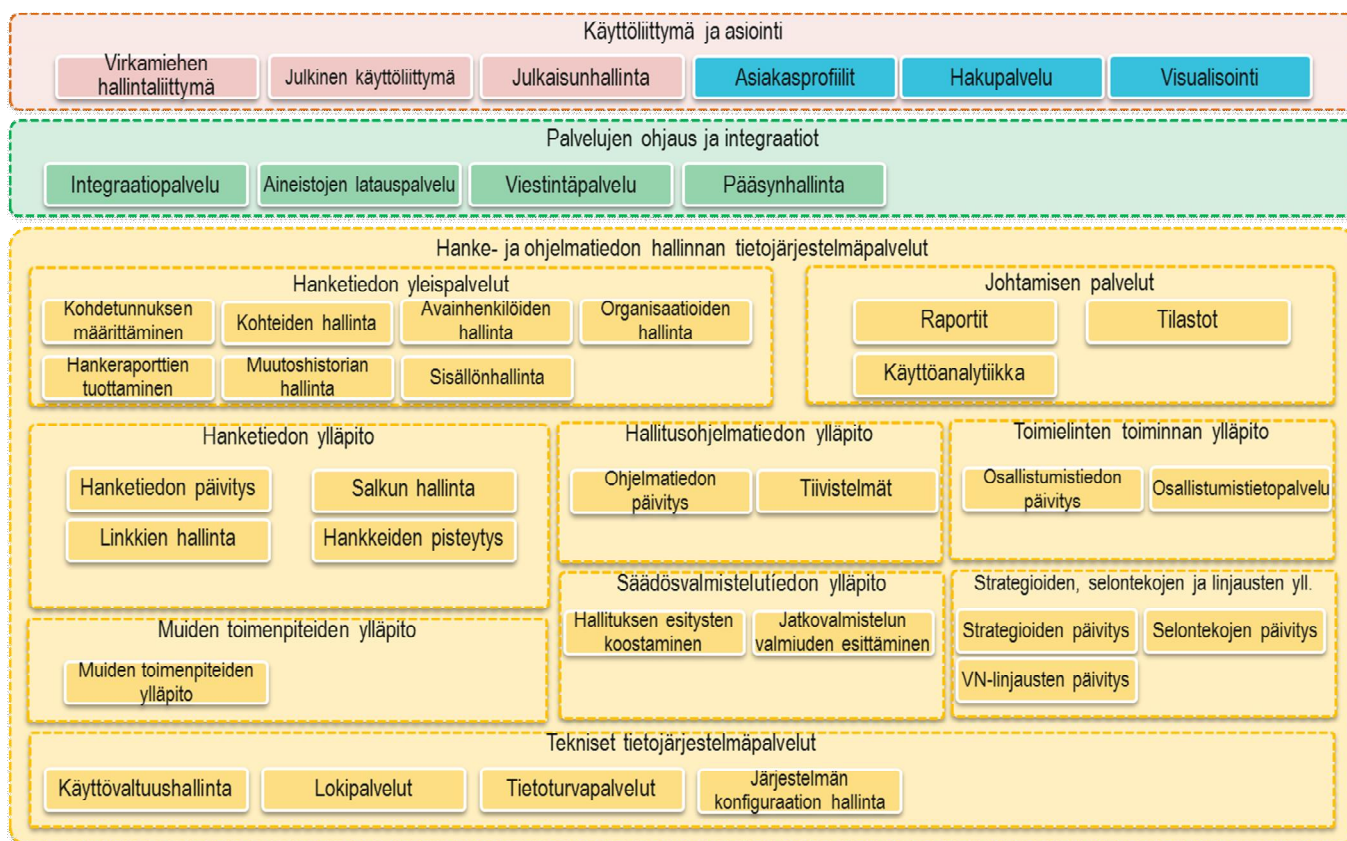 Käyttöliittymä ja asiointi
Virkamiehen
hallintaliittymä
Julkinen käyttöliittymä
Julkaisunhallinta
Asiakasprofiilit
Hakupalvelu
Visualisointi
Palvelujen ohjaus ja integraatiot
Integraatiopalvelu
Aineistojen latauspalvelu
Viestintäpalvelu
Pääsynhallinta
Hanke- ja ohjelmatiedon hallinnan tietojärjestelmäpalvelut
Hanketiedon yleispalvelut
Kohdetunnuksen
määrittäminen
Kohteiden hallinta
Avainhenkilöiden
hallinta
Organisaatioiden
hallinta
Hankeraporttien
tuottaminen
Muutoshistorian
hallinta
Sisällönhallinta
Johtamisen palvelut
Raportit
Tilastot
Käyttöanalytiikka
Hanketiedon ylläpito
Hanketiedon päivitys
Salkun hallinta
Linkkien hallinta
Hankkeiden pisteytys
Hallitusohjelmatiedon ylläpito
Ohjelmatiedon
päivitys
Tiivistelmät
Toimielinten toiminnan ylläpito
Osallistumistiedon
päivitys
Osallistumistietopalvelu
Muiden toimenpiteiden ylläpito
Muiden toimenpiteiden
ylläpito
Säädösvalmistelutiedon ylläpito
Hallituksen esitysten
koostaminen
Jatkovalmistelun
valmiuden esittäminen
Strategioiden, selontekojen ja linjausten yll.
Strategioiden päivitys
Selontekojen päivitys
VN-linjausten päivitys
Tekniset tietojärjestelmäpalvelut
Käyttövaltuushallinta
Lokipalvelut
Tietoturvapalvelut
Järjestelmän
konfiguraation hallinta